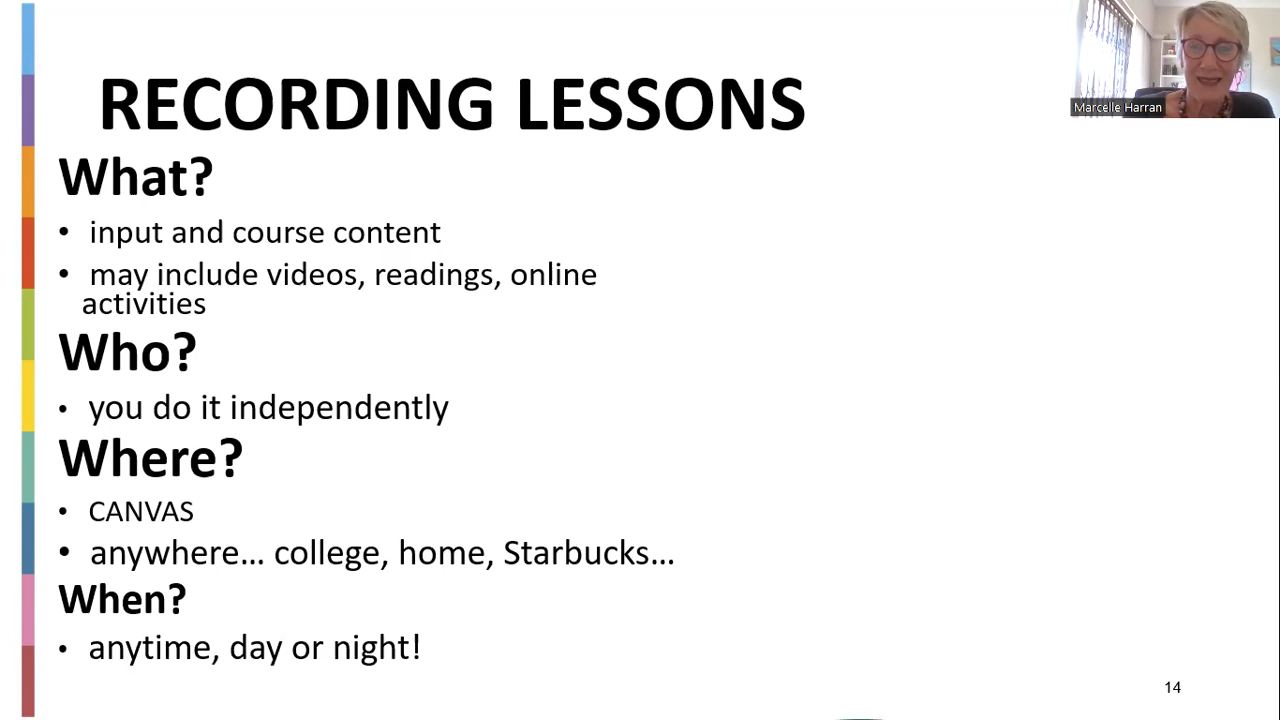 RECORDING LESSONS
Marcelle Harran
What?
• input and course content
• may include videos, readings, online
activities
Who?
• you do it independently
Where?
• CANVAS
• anywhere... college, home, Starbucks...
When?
• anytime, day or night!
14